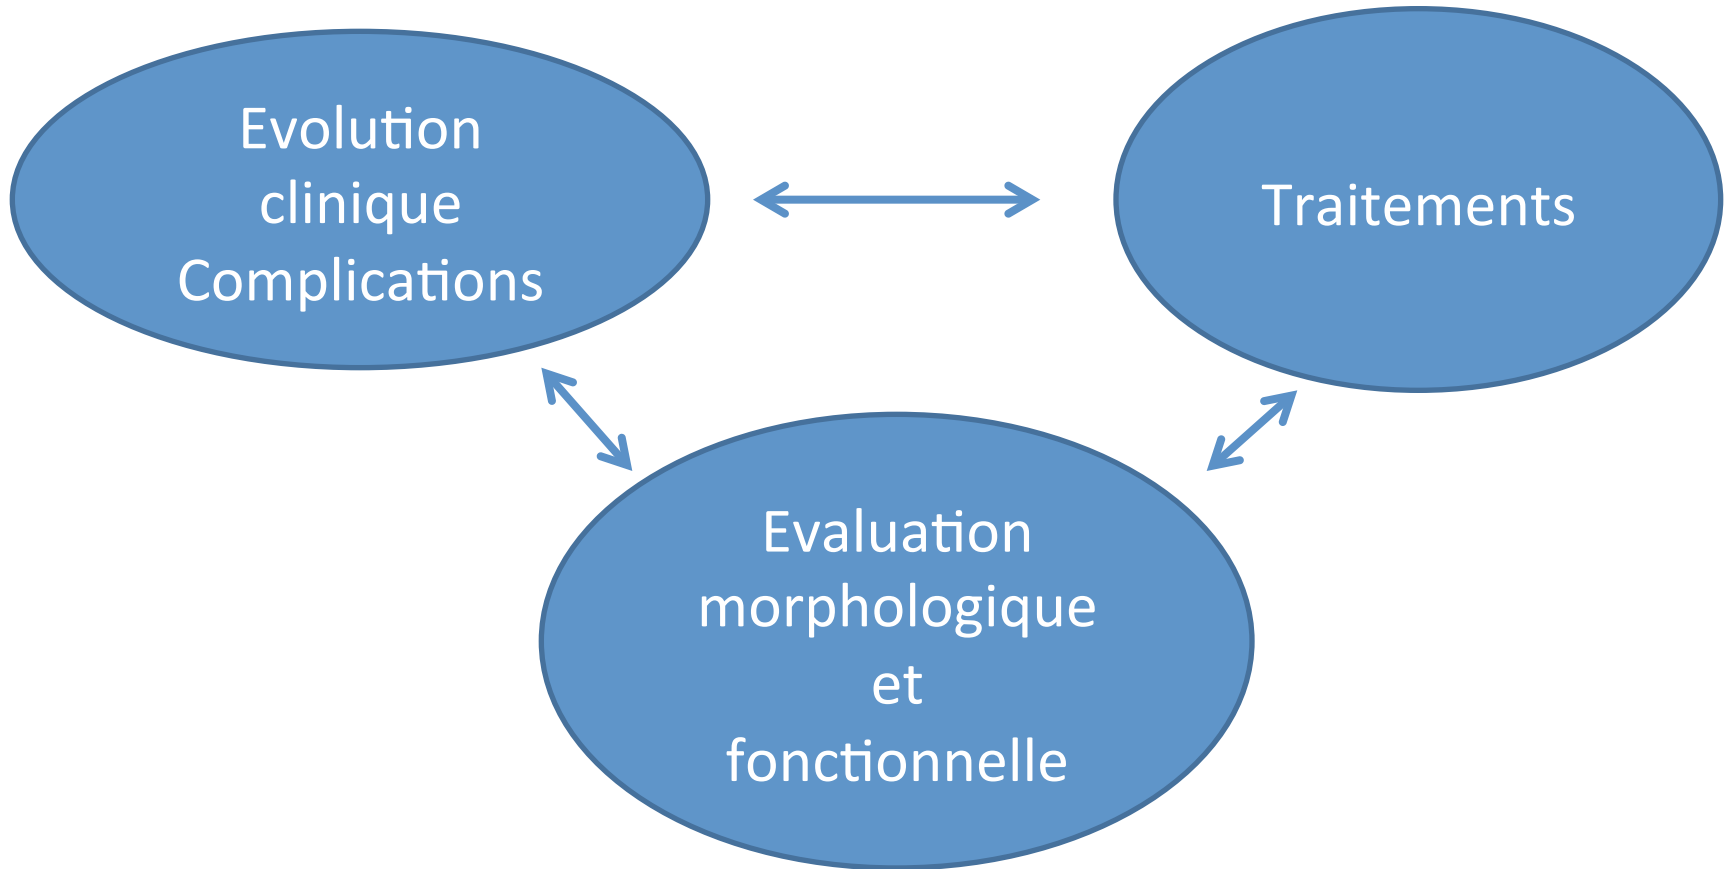 Evolution
clinique
Complications
Traitements
Evaluation
morphologique
et
fonctionnelle